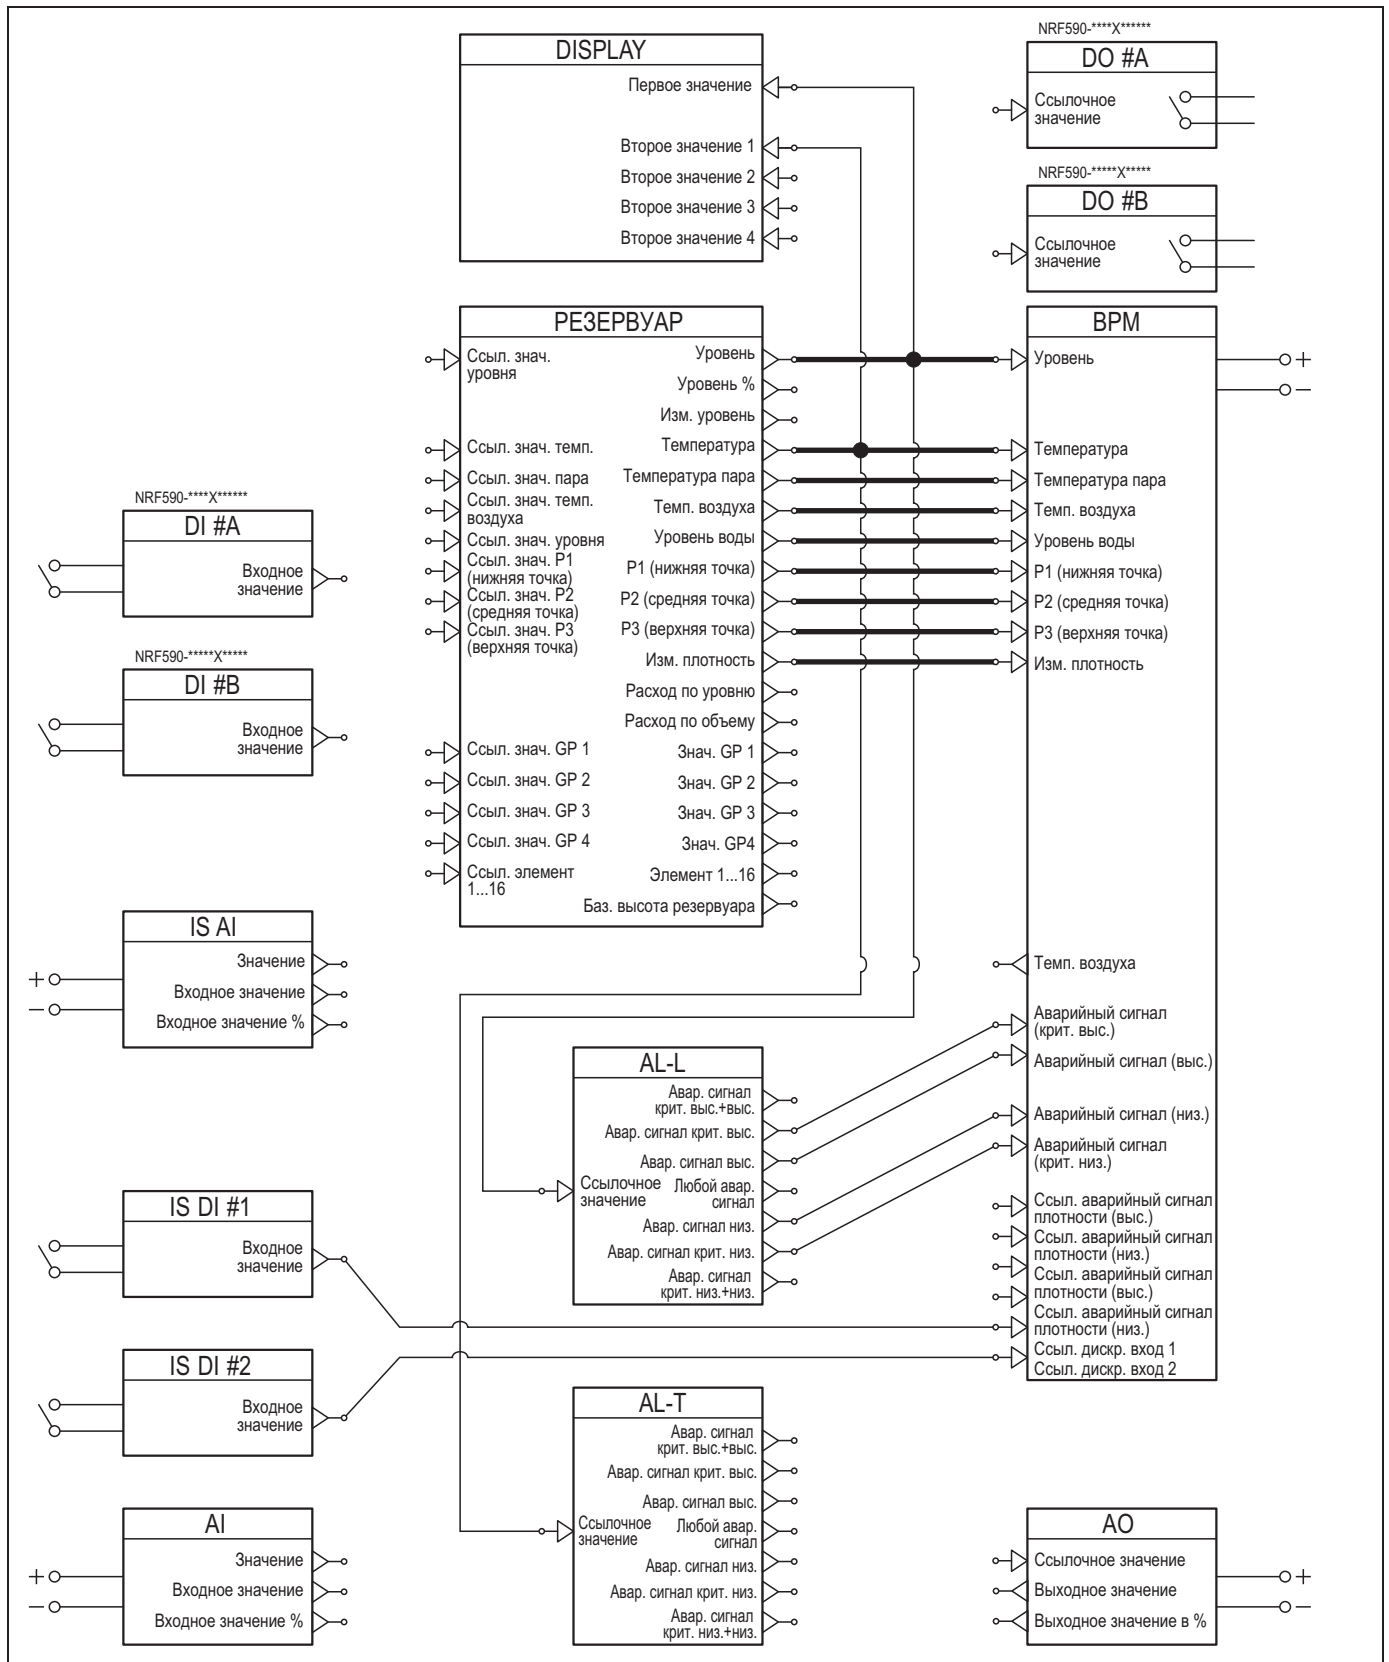 DISPLAY
Первое значение
Второе значение 1
Второе значение 2
Второе значение 3
Второе значение 4
NRF590-****X******
DO #A
Ссылочное
значение
NRF590-*****X*****
DO #B
Ссылочное
значение
РЕЗЕРВУАР
Ссыл. знач.
уровня
Ссыл. знач. темп.
Ссыл. знач. пара
Ссыл. знач. темп.
воздуха
Ссыл. знач. уровня
Ссыл. знач. P1
(нижняя точка)
Ссыл. знач. P2
(средняя точка)
Ссыл. знач. P3
(верхняя точка)
Ссыл. знач. GP 1
Ссыл. знач. GP 2
Ссыл. знач. GP 3
Ссыл. знач. GP 4
Ссыл. элемент
1...16
Уровень
Уровень %
Изм. уровень
Температура
Температура пара
Темп. воздуха
Уровень воды
P1 (нижняя точка)
P2 (средняя точка)
P3 (верхняя точка)
Изм. плотность
Расход по уровню
Расход по объему
Знач. GP 1
Знач. GP 2
Знач. GP 3
Знач. GP4
Элемент 1...16
Баз. высота резервуара
BPM
Уровень
+
–
Температура
Температура пара
Темп. воздуха
Уровень воды
P1 (нижняя точка)
P2 (средняя точка)
P3 (верхняя точка)
Изм. плотность
Темп. воздуха
Аварийный сигнал
(крит. выс.)
Аварийный сигнал (выс.)
Аварийный сигнал (низ.)
Аварийный сигнал
(крит. низ.)
Ссыл. аварийный сигнал
плотности (выс.)
Ссыл. аварийный сигнал
плотности (низ.)
Ссыл. аварийный сигнал
плотности (выс.)
Ссыл. аварийный сигнал
плотности (низ.)
Ссыл. дискр. вход 1
Ссыл. дискр. вход 2
NRF590-****X******
DI #A
Входное
значение
NRF590-*****X*****
DI #B
Входное
значение
IS AI
+
–
Значение
Входное значение
Входное значение %
AL-L
Ссылочное
значение
Авар. сигнал
крит. выс.+выс.
Авар. сигнал крит. выс.
Авар. сигнал выс.
Любой авар.
сигнал
Авар. сигнал низ.
Авар. сигнал крит. низ.
Авар. сигнал
крит. низ.+низ.
IS DI #1
Входное
значение
IS DI #2
Входное
значение
AL-T
Ссылочное
значение
Авар. сигнал
крит. выс.+выс.
Авар. сигнал крит. выс.
Авар. сигнал выс.
Любой авар.
сигнал
Авар. сигнал низ.
Авар. сигнал крит. низ.
Авар. сигнал
крит. низ.+низ.
AI
+
–
Значение
Входное значение
Входное значение %
AO
Ссылочное значение
Выходное значение
Выходное значение в %
+
–